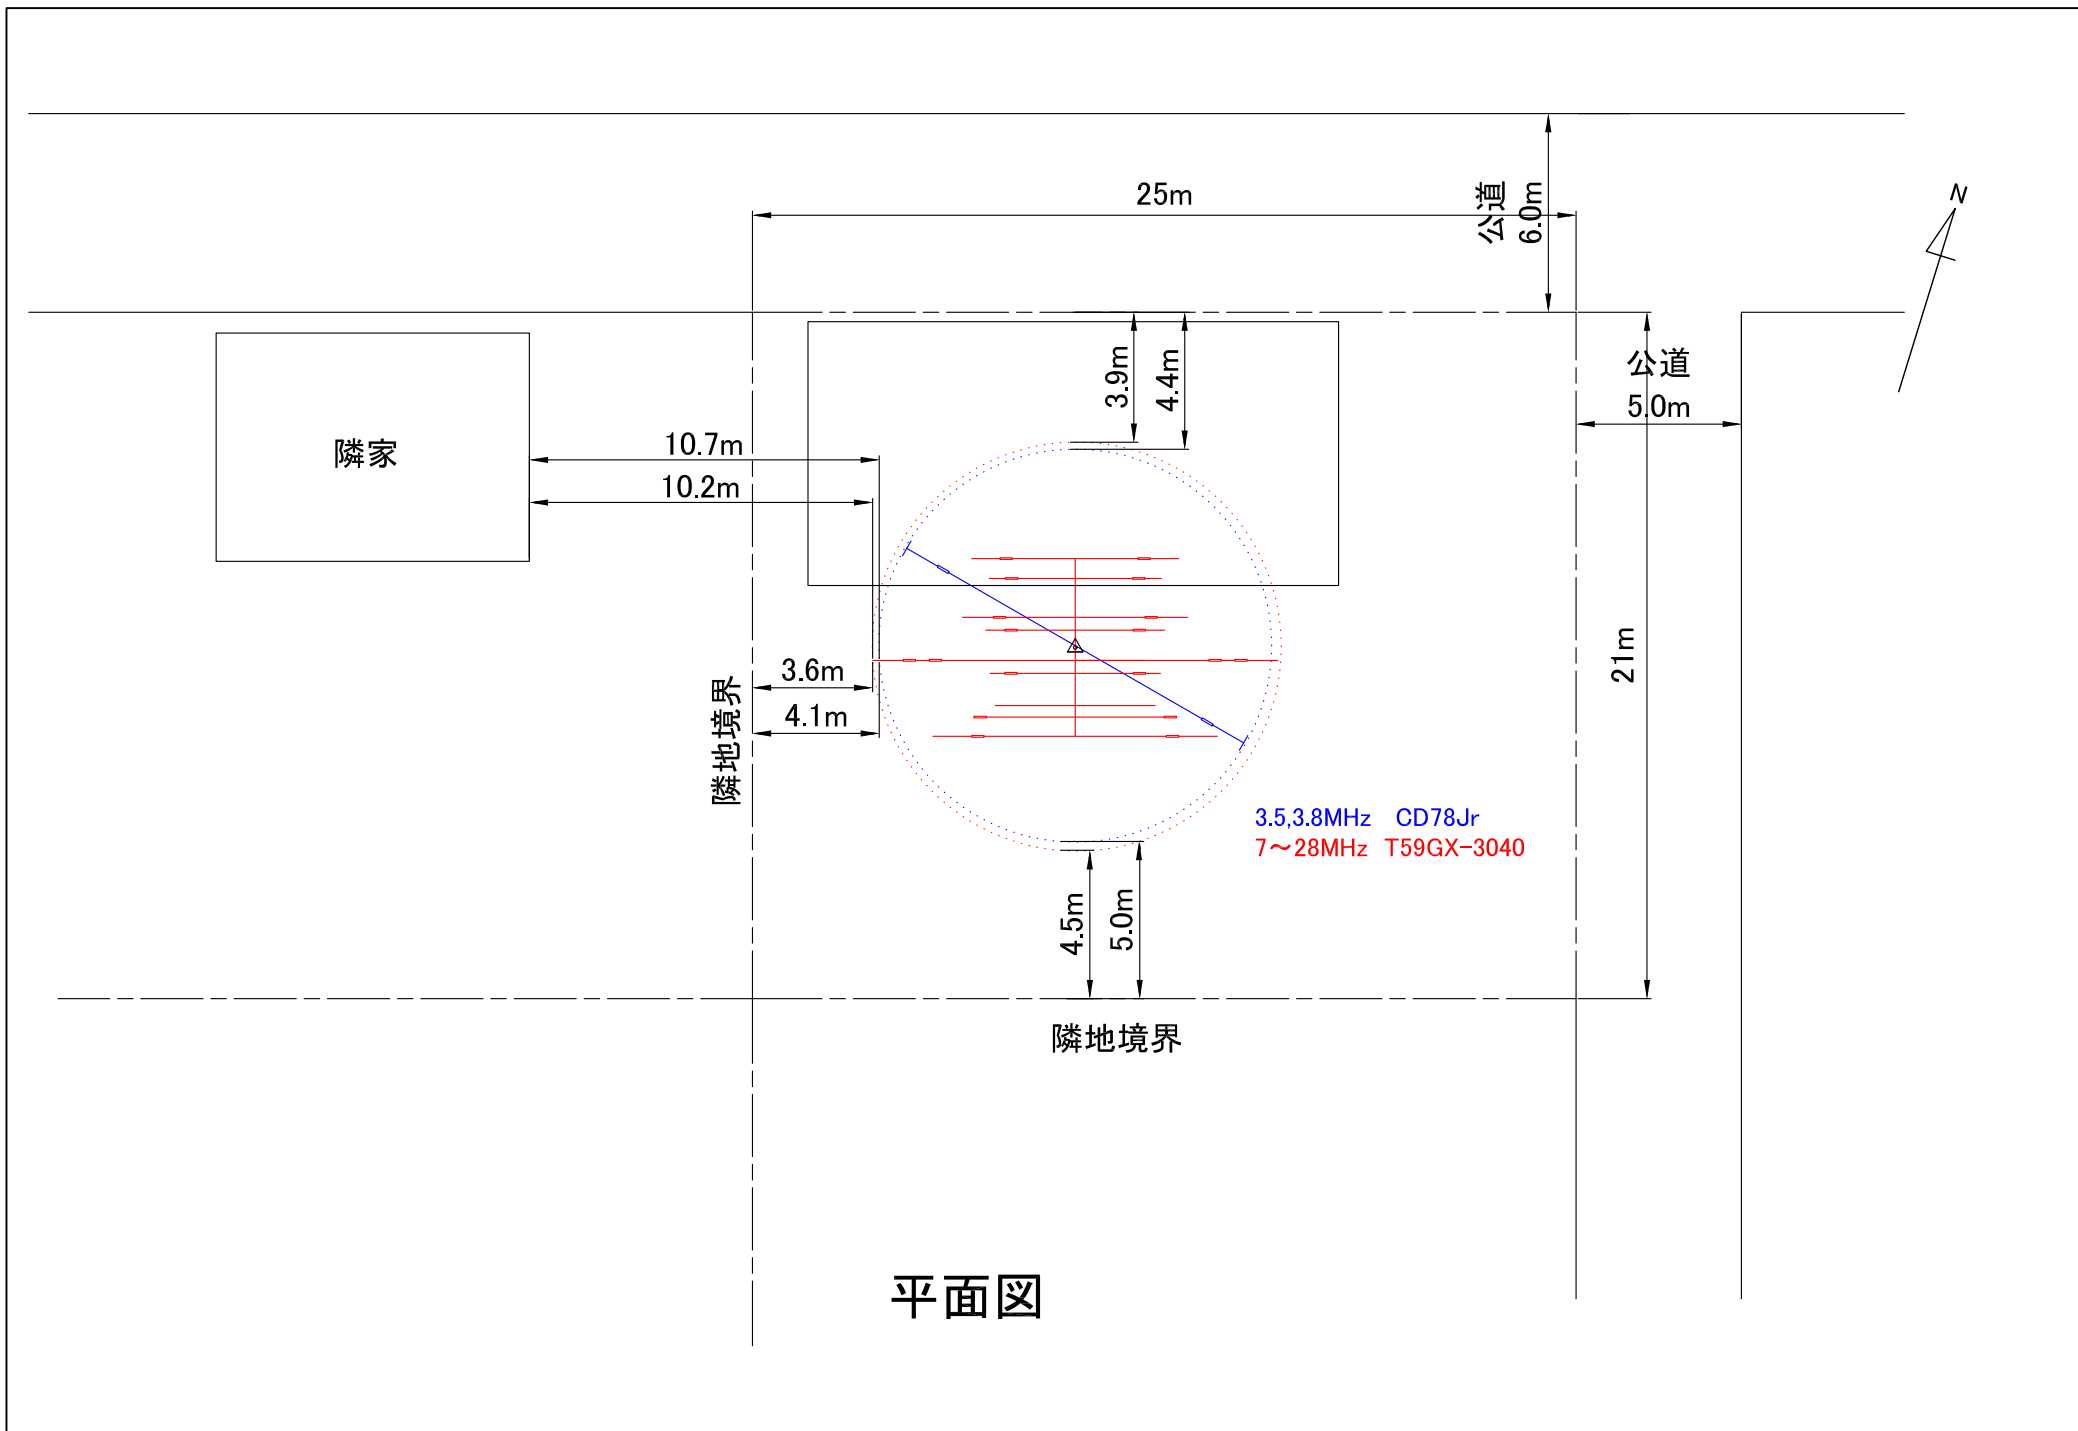 25m
公道
6.0m
N
公道
5.0m
3.9m
4.4m
隣家
10.7m
10.2m
21m
3.6m
4.1m
隣地境界
3.5,3.8MHz CD78Jr
7～28MHz T59GX-3040
4.5m
5.0m
隣地境界
平面図